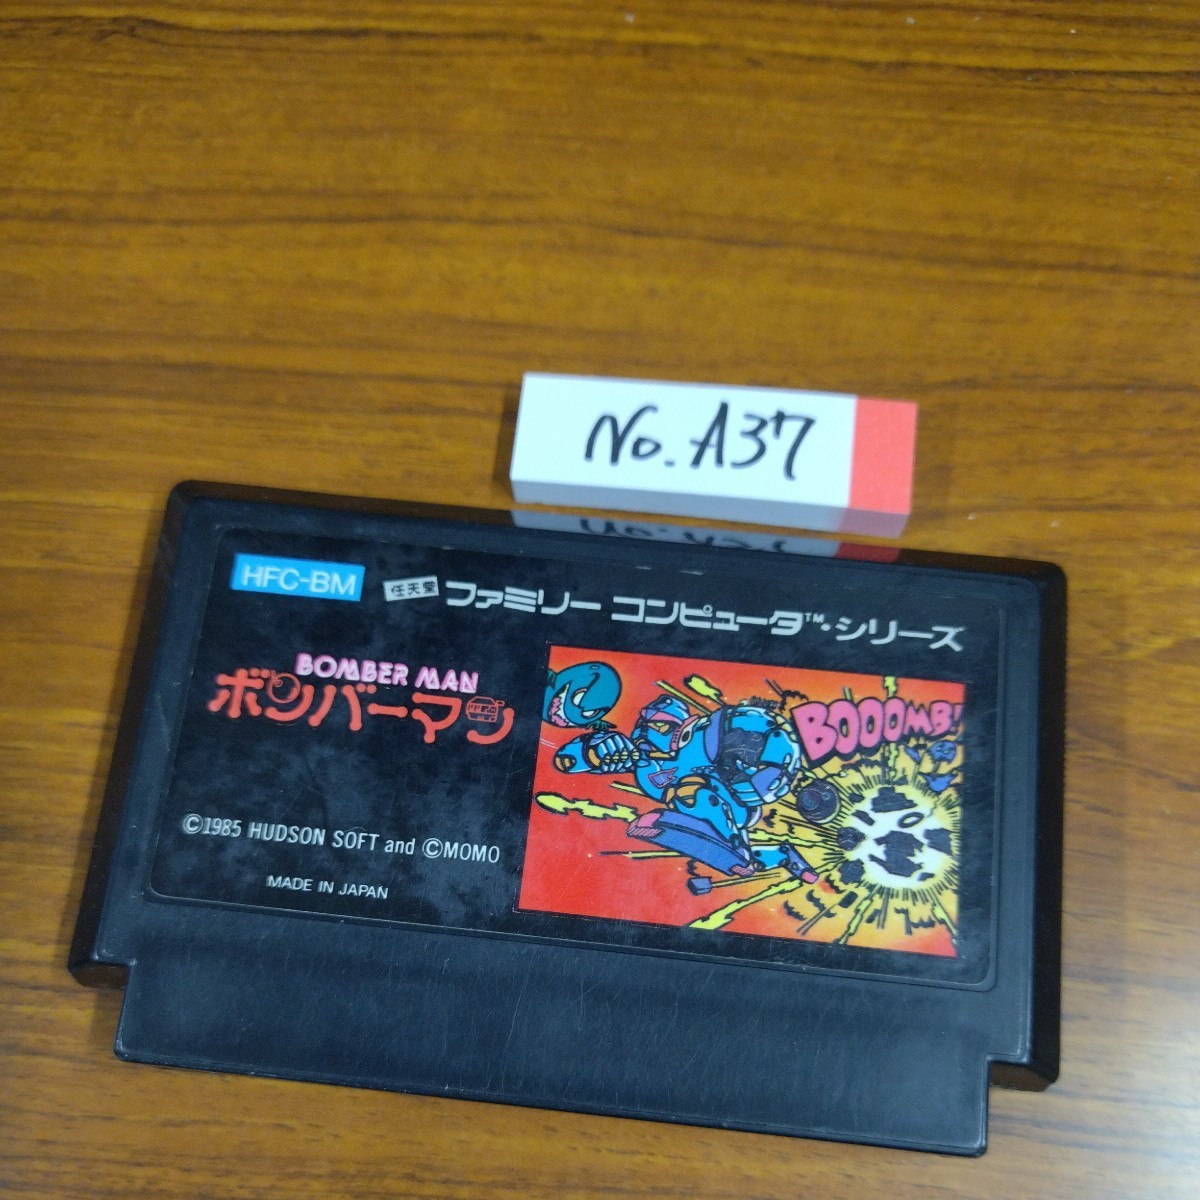 No. A37
HFC-BM
任天堂 ファミリー コンピュータ™・シリーズ
BOMBER MAN
ボンバーマン
BOOOMB!
©1985 HUDSON SOFT and ©MOMO
MADE IN JAPAN